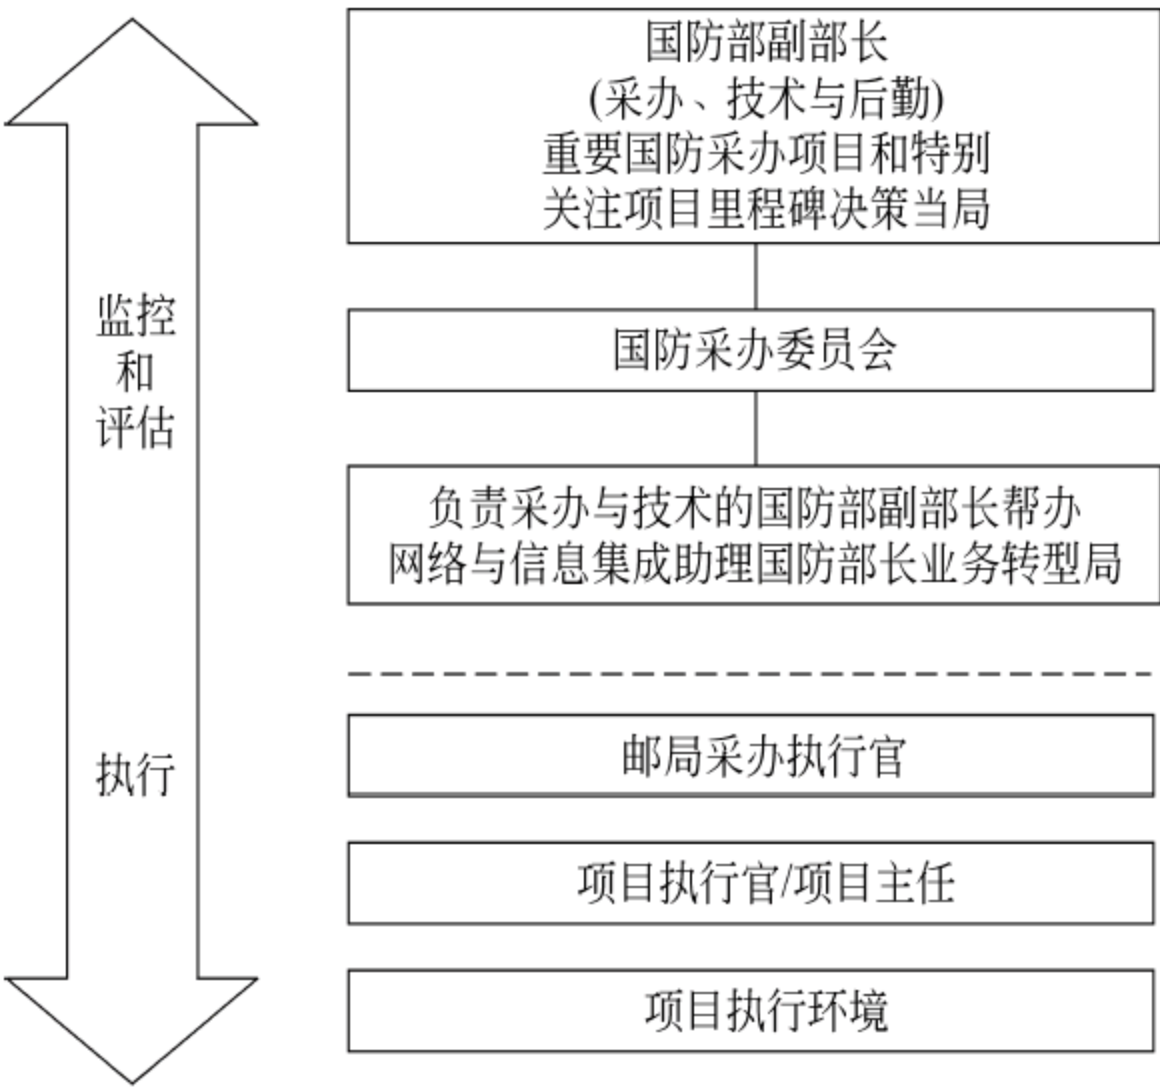 国防部副部长
(采办、技术与后勤)
重要国防采办项目和特别
关注项目里程碑决策当局
监控
和
评估
国防采办委员会
负责采办与技术的国防部副部长帮办
网络与信息集成助理国防部长业务转型局
执行
邮局采办执行官
项目执行官/项目主任
项目执行环境